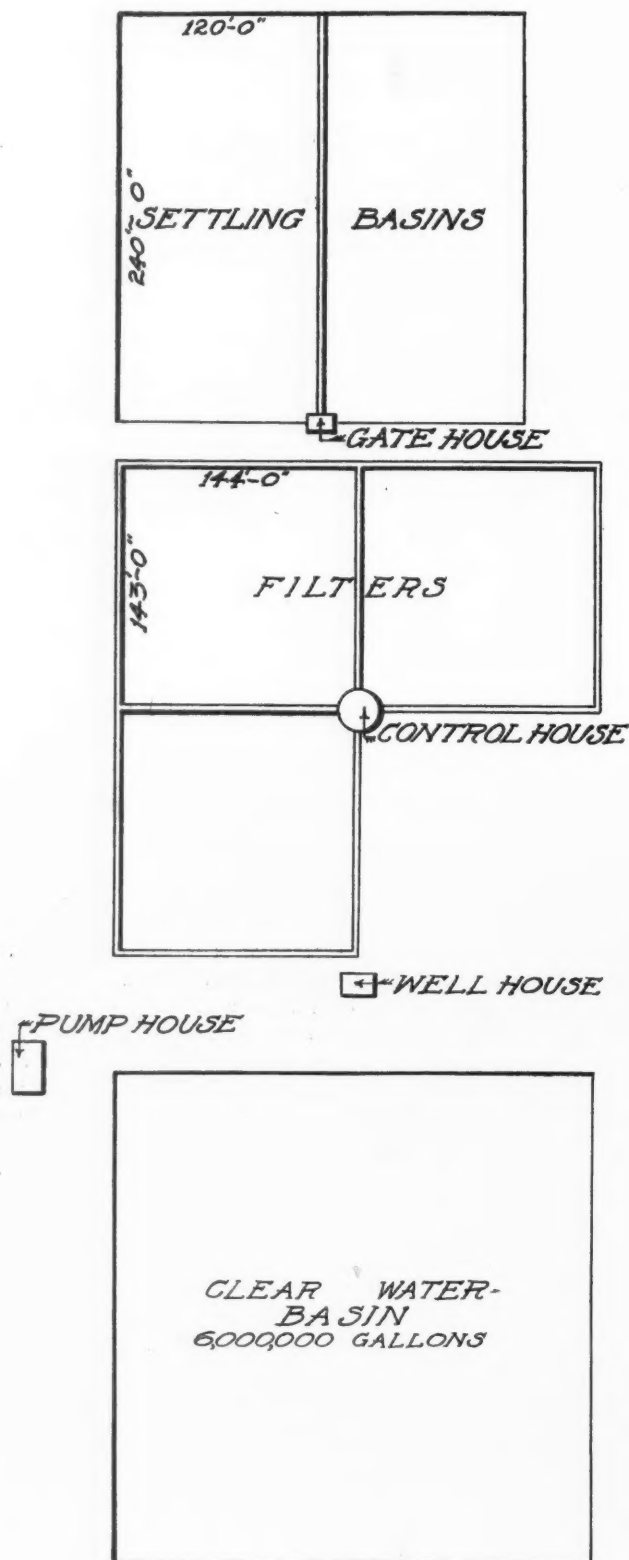 120'-0"
240'-0"
SETTLING BASINS
GATE HOUSE
144'-0"
143'-0"
FILTERS
CONTROL HOUSE
WELL HOUSE
PUMP HOUSE
CLEAR WATER-
BASIN
6,000,000 GALLONS